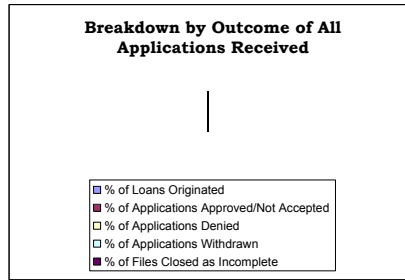 Breakdown by Outcome of All
Applications Received
% of Loans Originated
% of Applications Approved/Not Accepted
% of Applications Denied
% of Applications Withdrawn
% of Files Closed as Incomplete